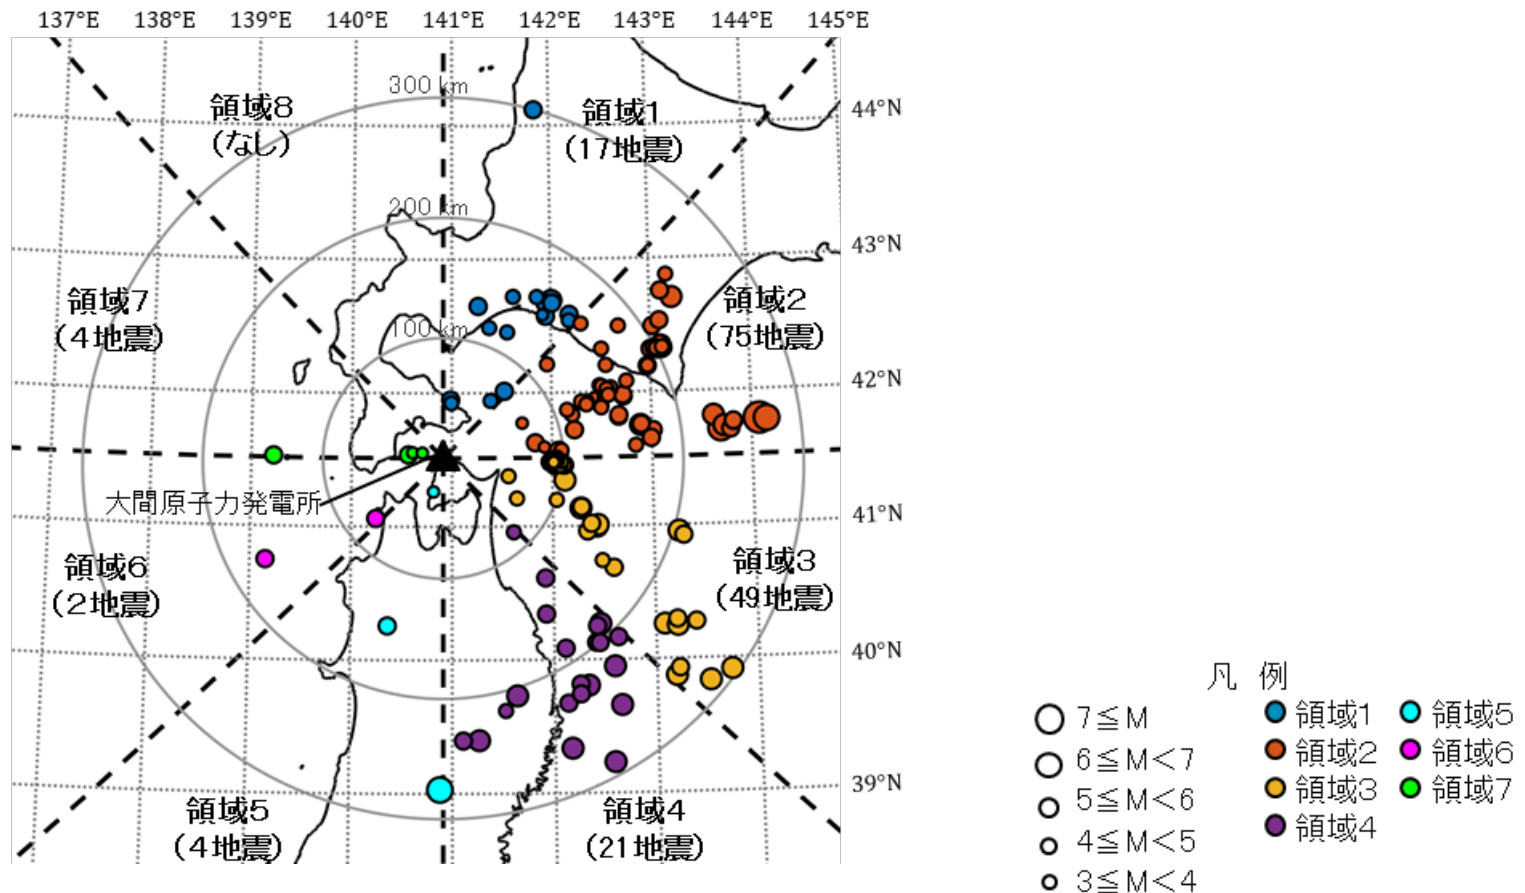 137°E 138°E 139°E 140°E 141°E 142°E 143°E 144°E 145°E
300 km
領域8
(なし)
領域1
(17地震)
44°N
200 km
43°N
領域7
(4地震)
領域2
(75地震)
100 km
42°N
大間原子力発電所
41°N
領域6
(2地震)
領域3
(49地震)
40°N
39°N
領域5
(4地震)
領域4
(21地震)
凡 例
7≦M
6≦M<7
5≦M<6
4≦M<5
3≦M<4
領域1
領域2
領域3
領域4
領域5
領域6
領域7